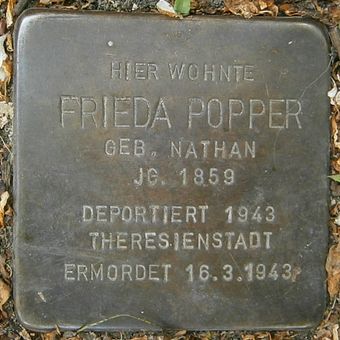 HIER WOHNTE
FRIEDA POPPER
GEB. NATHAN
JG. 1859
DEPORTIERT 1943
THERESIENSTADT
ERMORDET 16.3.1943